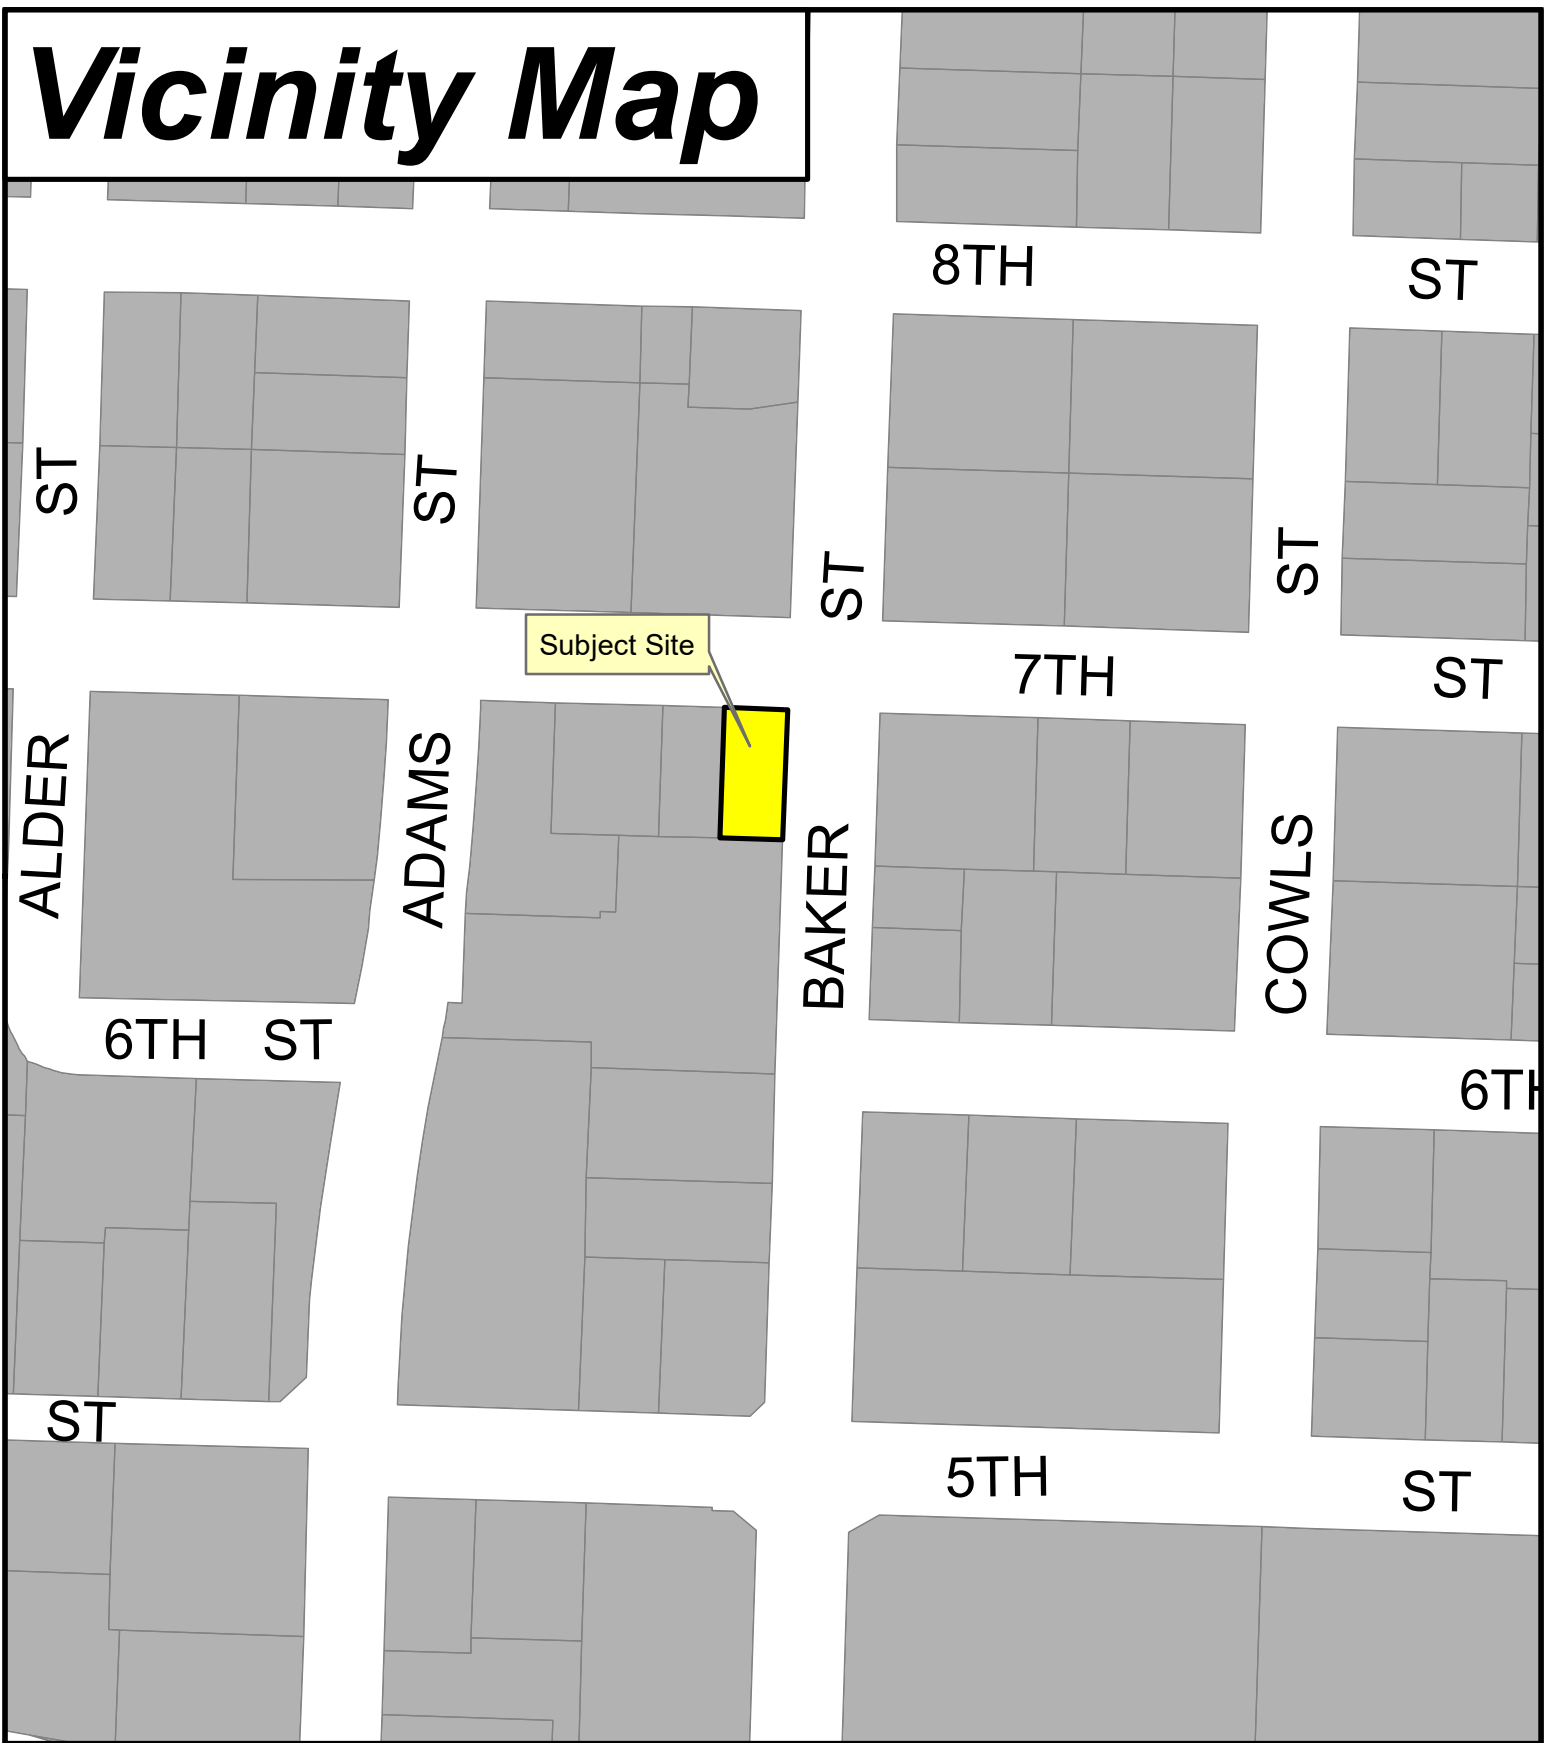 Vicinity Map
8TH ST
ST
ST
ST
ST
Subject Site
7TH ST
ALDER
ADAMS
BAKER
COWLS
6TH ST
6TH
ST
5TH ST